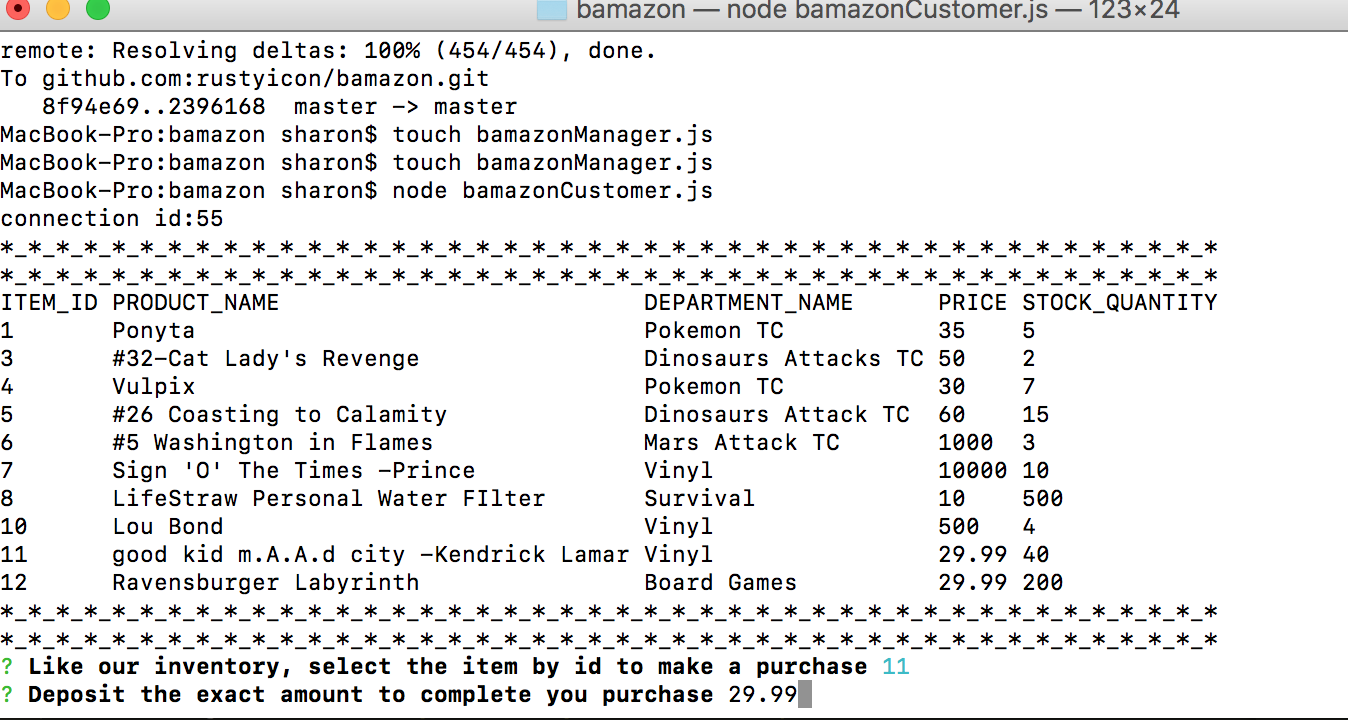 bamazon — node bamazonCustomer.js — 123×24
remote: Resolving deltas: 100% (454/454), done.
To github.com:rustyicon/bamazon.git
   8f94e69..2396168  master -> master
MacBook-Pro:bamazon sharon$ touch bamazonManager.js
MacBook-Pro:bamazon sharon$ touch bamazonManager.js
MacBook-Pro:bamazon sharon$ node bamazonCustomer.js
connection id:55
*_*_*_*_*_*_*_*_*_*_*_*_*_*_*_*_*_*_*_*_*_*_*_*_*_*_*_*_*_*_*_*_*_*_*_*_*_*_*_*_*_*_*_*
*_*_*_*_*_*_*_*_*_*_*_*_*_*_*_*_*_*_*_*_*_*_*_*_*_*_*_*_*_*_*_*_*_*_*_*_*_*_*_*_*_*_*_*
ITEM_ID PRODUCT_NAME                          DEPARTMENT_NAME      PRICE STOCK_QUANTITY
1       Ponyta                                Pokemon TC           35    5
3       #32-Cat Lady's Revenge                Dinosaurs Attacks TC 50    2
4       Vulpix                                Pokemon TC           30    7
5       #26 Coasting to Calamity              Dinosaurs Attack TC  60    15
6       #5 Washington in Flames               Mars Attack TC       1000  3
7       Sign 'O' The Times -Prince            Vinyl                10000 10
8       LifeStraw Personal Water FIlter       Survival             10    500
10      Lou Bond                              Vinyl                500   4
11      good kid m.A.A.d city -Kendrick Lamar Vinyl                29.99 40
12      Ravensburger Labyrinth                Board Games          29.99 200
*_*_*_*_*_*_*_*_*_*_*_*_*_*_*_*_*_*_*_*_*_*_*_*_*_*_*_*_*_*_*_*_*_*_*_*_*_*_*_*_*_*_*_*
*_*_*_*_*_*_*_*_*_*_*_*_*_*_*_*_*_*_*_*_*_*_*_*_*_*_*_*_*_*_*_*_*_*_*_*_*_*_*_*_*_*_*_*
? Like our inventory, select the item by id to make a purchase 11
? Deposit the exact amount to complete you purchase 29.99